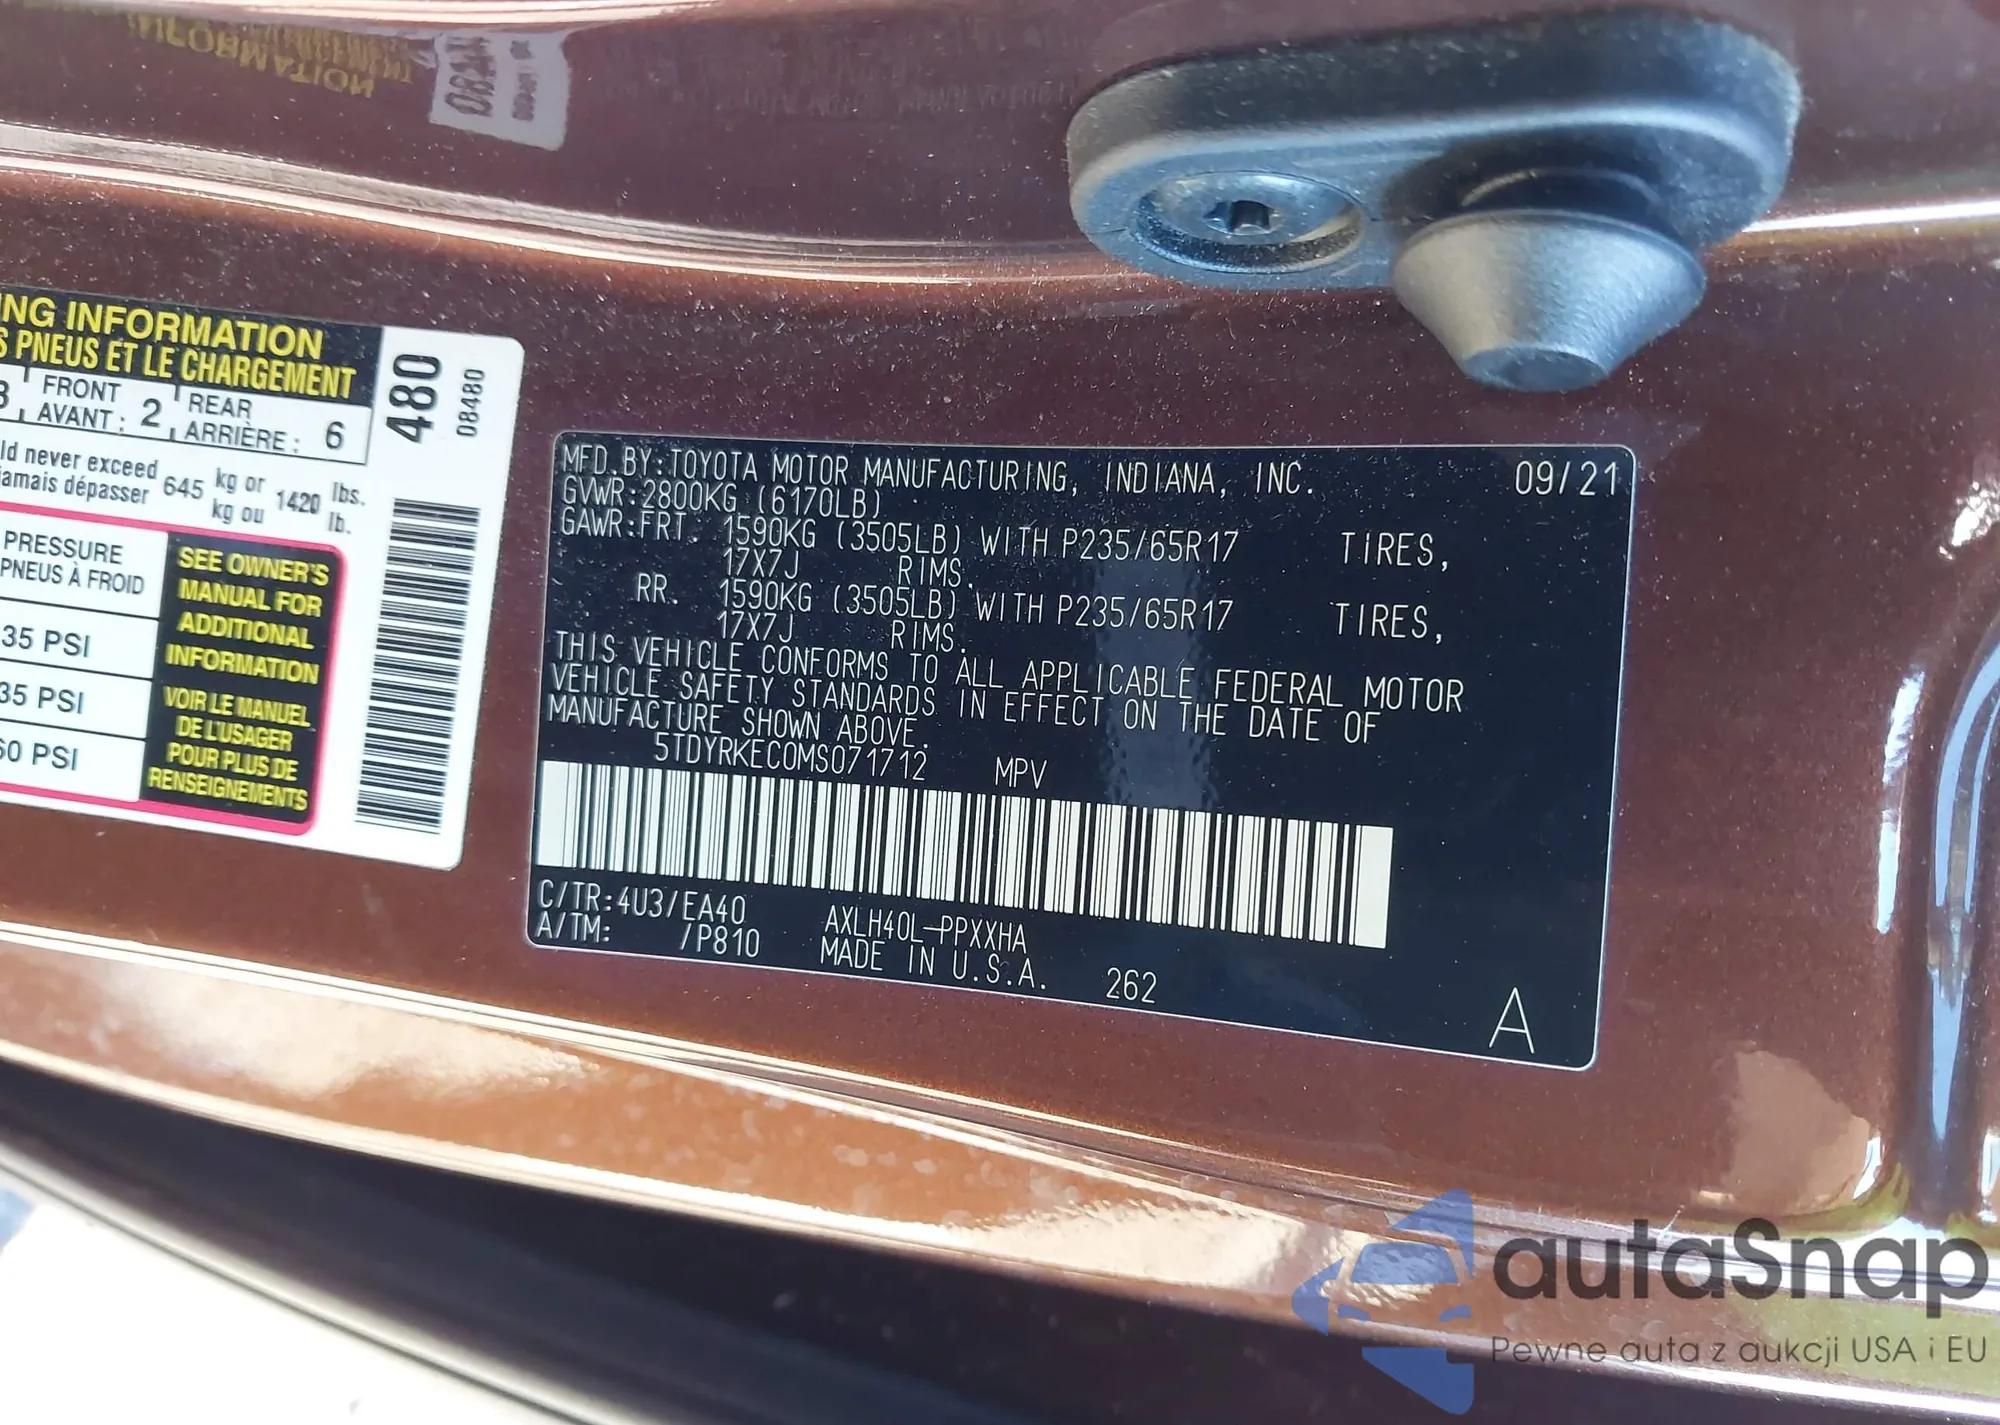 NG INFORMATION
S PNEUS ET LE CHARGEMENT
FRONT
AVANT : 2
REAR
ARRIÈRE : 6
480
08480
ld never exceed
jamais dépasser 645 kg or
kg ou 1420 lbs.
lb.
PRESSURE
PNEUS À FROID
35 PSI
35 PSI
60 PSI
SEE OWNER'S
MANUAL FOR
ADDITIONAL
INFORMATION
VOIR LE MANUEL
DE L'USAGER
POUR PLUS DE
RENSEIGNEMENTS
MFD.BY:TOYOTA MOTOR MANUFACTURING, INDIANA, INC. 09/21
GVWR:2800KG (6170LB)
GAWR:FRT. 1590KG (3505LB) WITH P235/65R17 TIRES,
17X7J RIMS.
RR. 1590KG (3505LB) WITH P235/65R17 TIRES,
17X7J RIMS.
THIS VEHICLE CONFORMS TO ALL APPLICABLE FEDERAL MOTOR
VEHICLE SAFETY STANDARDS IN EFFECT ON THE DATE OF
MANUFACTURE SHOWN ABOVE.
5TDYRKEC0MS071712 MPV
C/TR:4U3/EA40 AXLH40L-PPXXHA
A/TM: /P810 MADE IN U.S.A. 262
A
autaSnap
Pewne auta z aukcji USA i EU